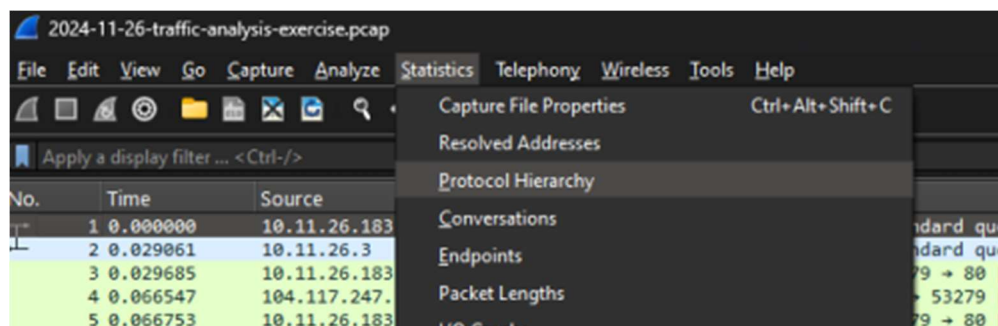 2024-11-26-traffic-analysis-exercise.pcap
File Edit View Go Capture Analyze Statistics Telephony Wireless Tools Help
Capture File Properties Ctrl+Alt+Shift+C
Resolved Addresses
Apply a display filter ... <Ctrl-/>
Protocol Hierarchy
No. Time Source
Conversations
1 0.000000 10.11.26.183 ndard qu
2 0.029061 10.11.26.3 ndard qu
Endpoints
3 0.029685 10.11.26.183 79 → 80
Packet Lengths
4 0.066547 104.117.247. 53279
5 0.066753 10.11.26.183 79 → 80